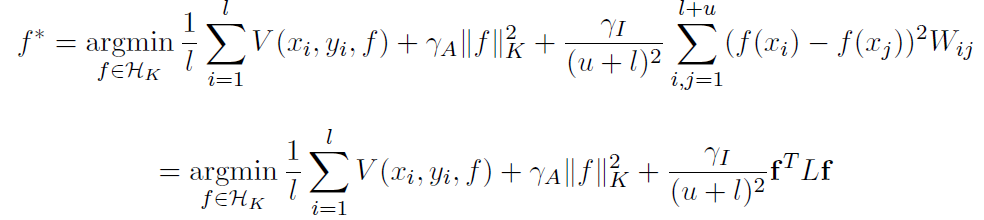 f^* = \underset{f \in \mathcal{H}_K}{\operatorname{argmin}} \frac{1}{l} \sum_{i=1}^{l} V(x_i, y_i, f) + \gamma_A \|f\|_K^2 + \frac{\gamma_I}{(u+l)^2} \sum_{i,j=1}^{l+u} (f(x_i) - f(x_j))^2 W_{ij}
= \underset{f \in \mathcal{H}_K}{\operatorname{argmin}} \frac{1}{l} \sum_{i=1}^{l} V(x_i, y_i, f) + \gamma_A \|f\|_K^2 + \frac{\gamma_I}{(u+l)^2} \mathbf{f}^T L \mathbf{f}